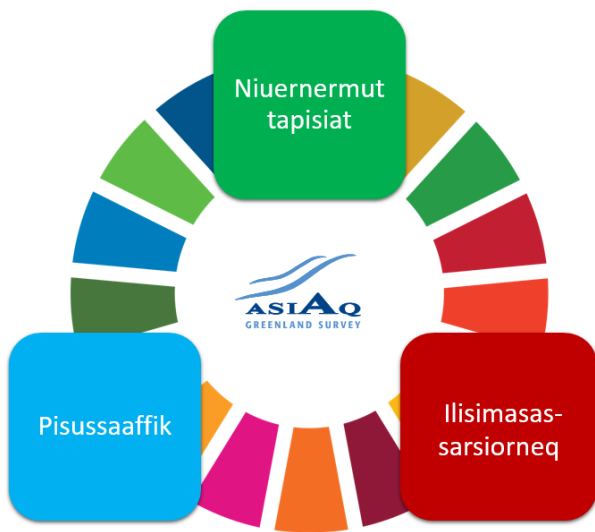 Niuernermut
tapisiat
ASIAQ
GREENLAND SURVEY
Pisussaaffik
Ilisimasas-
sarsiorneq